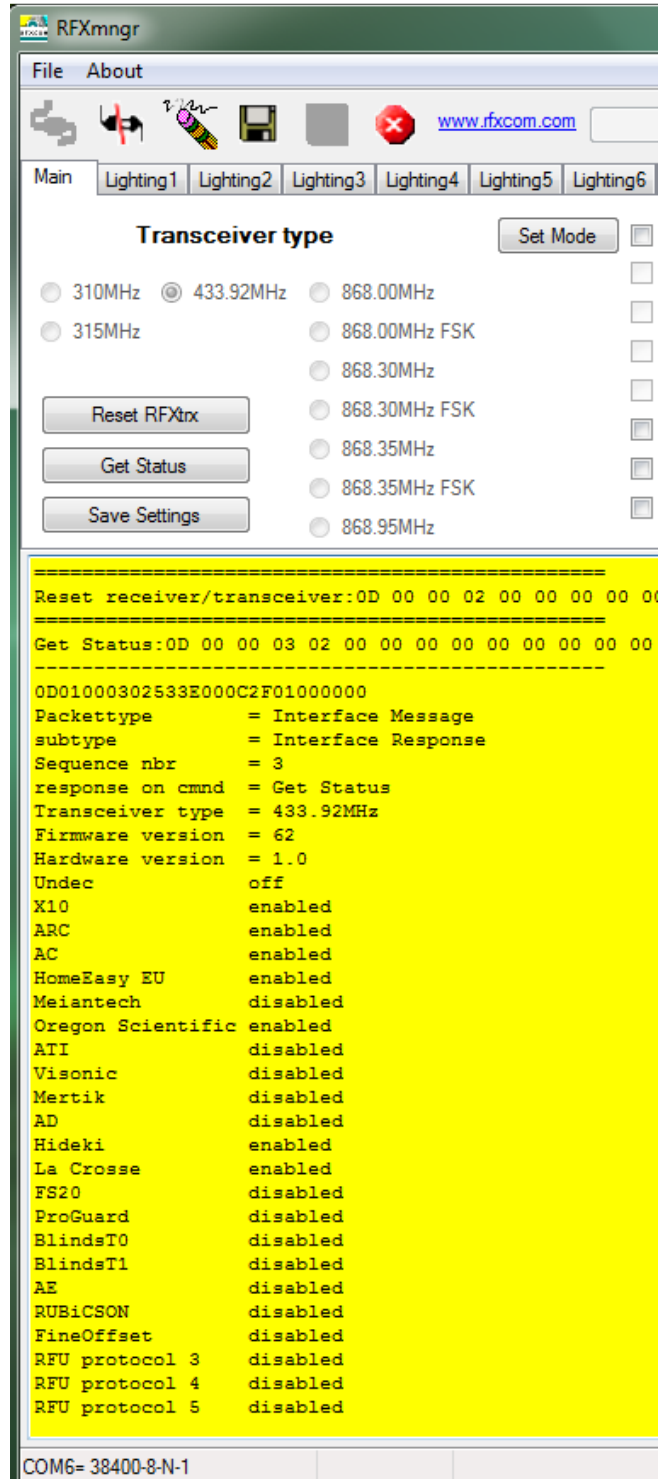 RFXmngr
File About
www.rfxcom.com
Main Lighting1 Lighting2 Lighting3 Lighting4 Lighting5 Lighting6
Transceiver type
Set Mode
310MHz 433.92MHz 868.00MHz
315MHz 868.00MHz FSK
868.30MHz
Reset RFXtrx 868.30MHz FSK
868.35MHz
Get Status
868.35MHz FSK
Save Settings
868.95MHz
==================================================
Reset receiver/transceiver:0D 00 00 02 00 00 00 00 00
==================================================
Get Status:0D 00 00 03 02 00 00 00 00 00 00 00 00 00
--------------------------------------------------
0D01000302533E000C2F01000000
Packettype = Interface Message
subtype = Interface Response
Sequence nbr = 3
response on cmnd = Get Status
Transceiver type = 433.92MHz
Firmware version = 62
Hardware version = 1.0
Undec off
X10 enabled
ARC enabled
AC enabled
HomeEasy EU enabled
Meiantech disabled
Oregon Scientific enabled
ATI disabled
Visonic disabled
Mertik disabled
AD disabled
Hideki enabled
La Crosse enabled
FS20 disabled
ProGuard disabled
BlindsT0 disabled
BlindsT1 disabled
AE disabled
RUBiCSON disabled
FineOffset disabled
RFU protocol 3 disabled
RFU protocol 4 disabled
RFU protocol 5 disabled
COM6= 38400-8-N-1